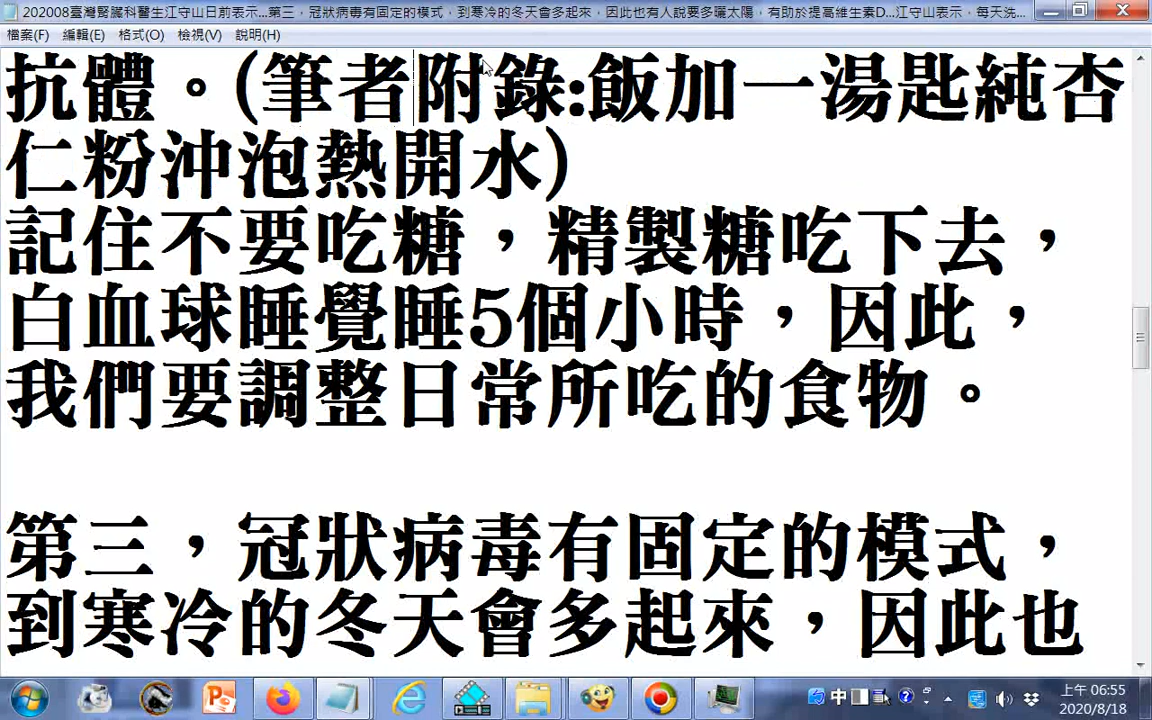 202008臺灣腎臟科醫生江守山日前表示...第三，冠狀病毒有固定的模式，到寒冷的冬天會多起來，因此也有人說要多曬太陽，有助於提高維生素D...江守山表示，每天洗...
檔案(F) 編輯(E) 格式(O) 檢視(V) 說明(H)
抗體。(筆者附錄:飯加一湯匙純杏
仁粉沖泡熱開水)
記住不要吃糖，精製糖吃下去，
白血球睡覺睡5個小時，因此，
我們要調整日常所吃的食物。
第三，冠狀病毒有固定的模式，
到寒冷的冬天會多起來，因此也
中
上午 06:55
2020/8/18